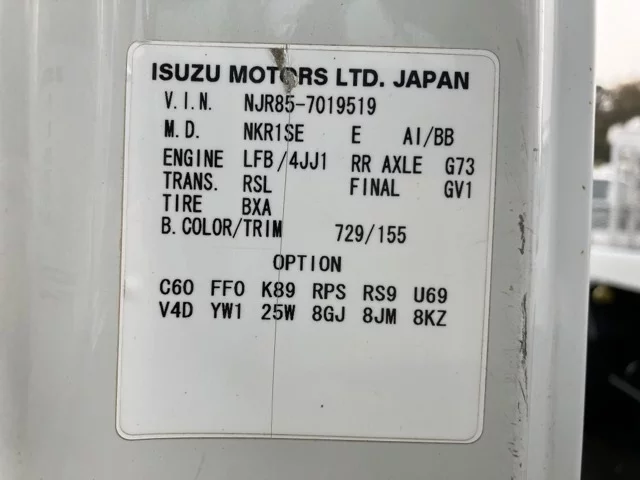 ISUZU MOTORS LTD. JAPAN
V.I.N. NJR85-7019519
M.D. NKR1SE E AI/BB
ENGINE LFB/4JJ1 RR AXLE G73
TRANS. RSL FINAL GV1
TIRE BXA
B.COLOR/TRIM 729/155
OPTION
C60 FF0 K89 RPS RS9 U69
V4D YW1 25W 8GJ 8JM 8KZ